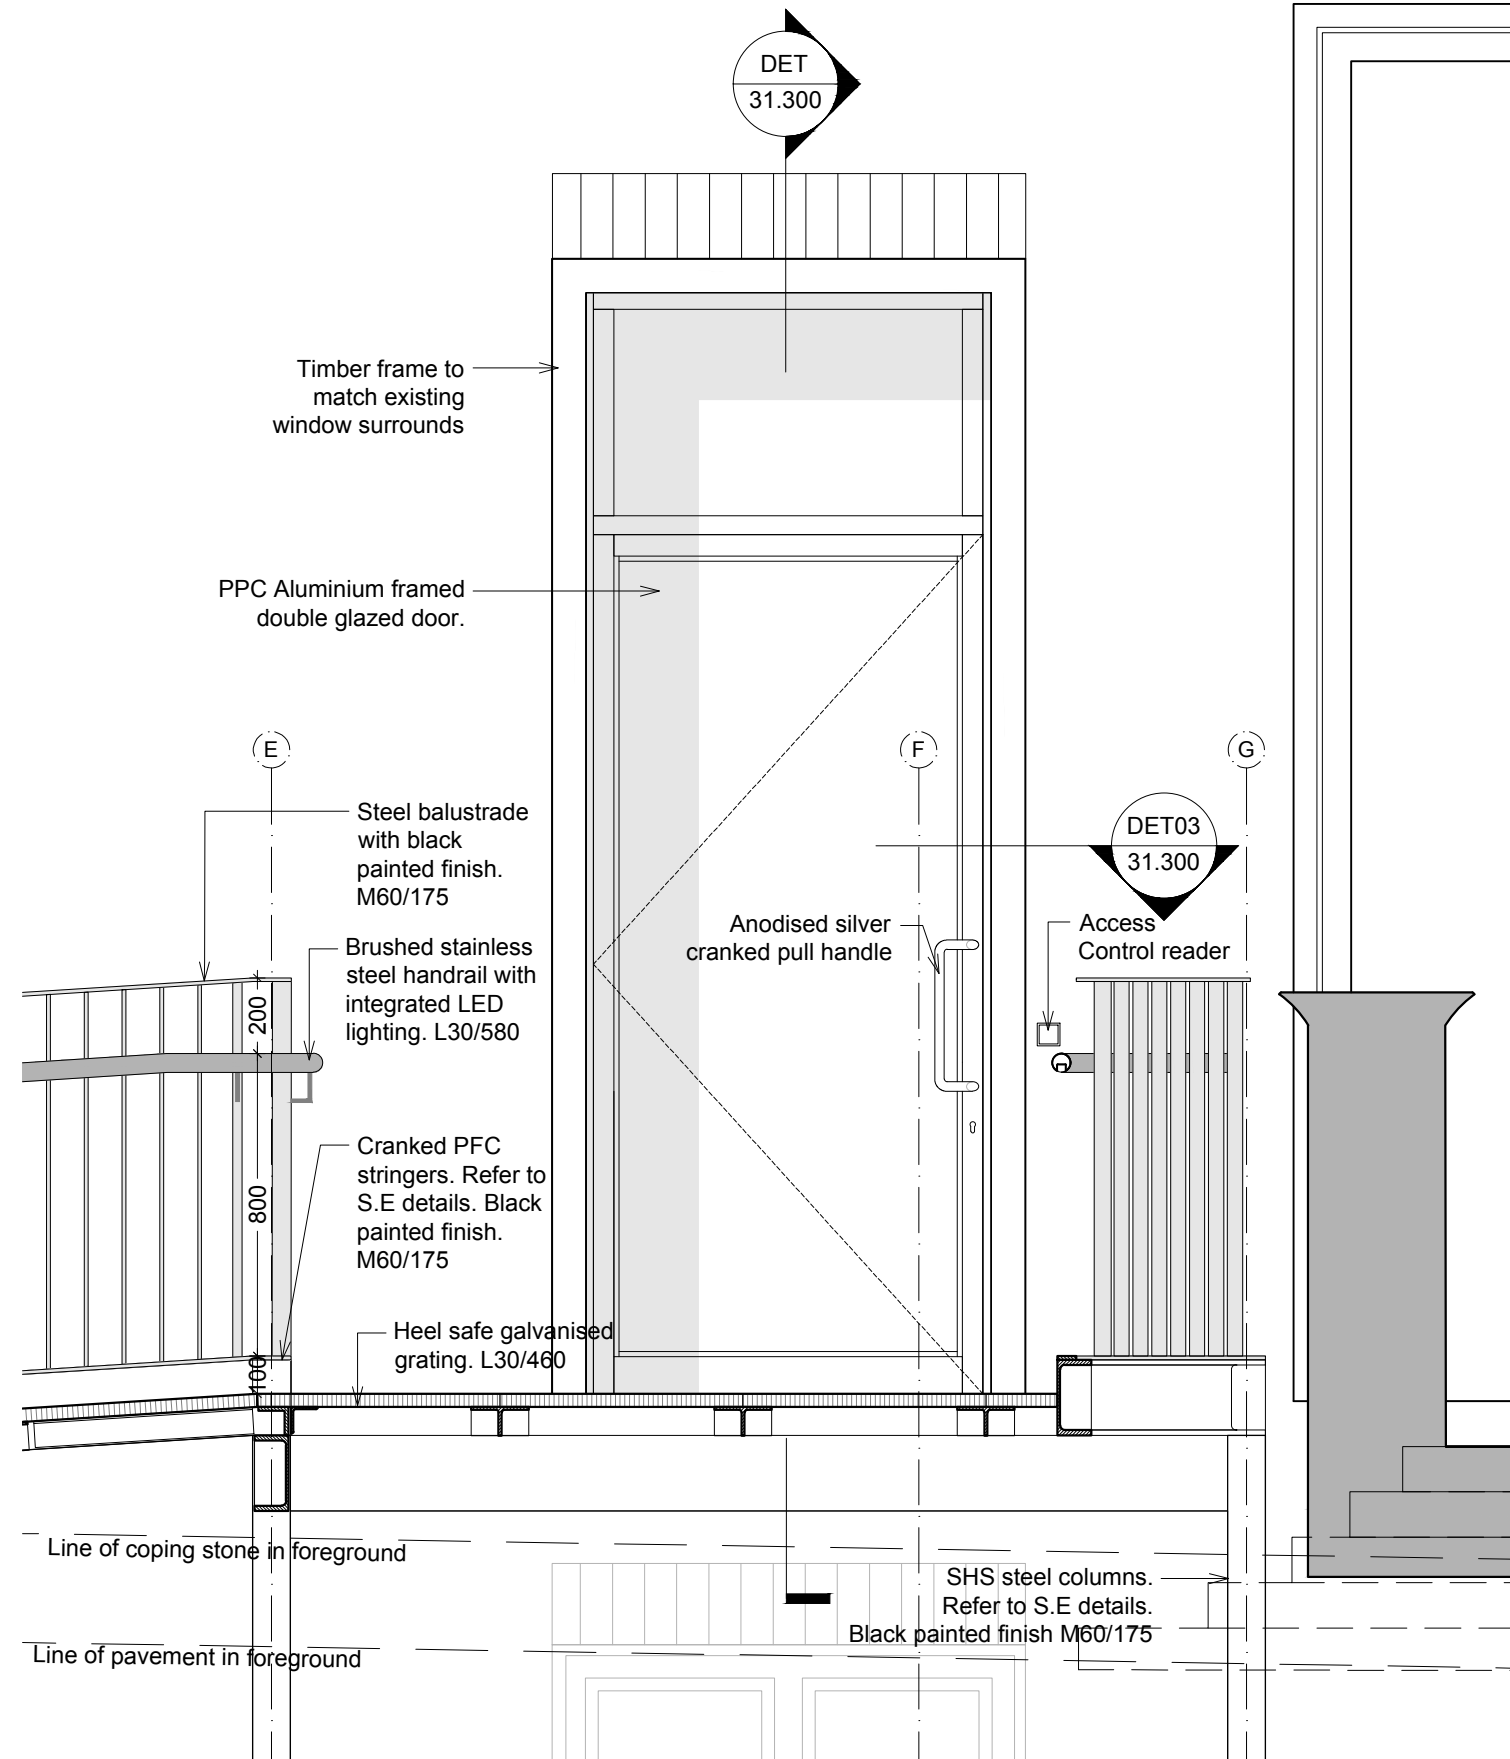 DET
31.300
Timber frame to
match existing
window surrounds
PPC Aluminium framed
double glazed door.
E
F
G
Steel balustrade
with black
painted finish.
M60/175
DET03
31.300
Anodised silver
cranked pull handle
Access
Control reader
Brushed stainless
steel handrail with
integrated LED
lighting. L30/580
200
800
100
Cranked PFC
stringers. Refer to
S.E details. Black
painted finish.
M60/175
Heel safe galvanised
grating. L30/460
Line of coping stone in foreground
SHS steel columns.
Refer to S.E details.
Black painted finish M60/175
Line of pavement in foreground